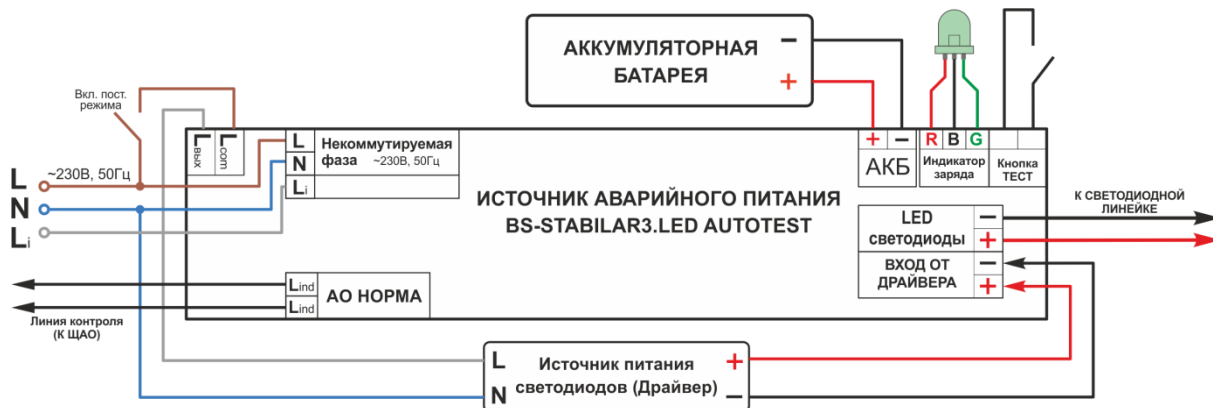 АККУМУЛЯТОРНАЯ
БАТАРЕЯ
−
+
Вкл. пост.
режима
Lвых
Lcom
L
N
Li
Некоммутируемая
фаза ~230В, 50Гц
+
−
АКБ
R B G
Индикатор
заряда
Кнопка
ТЕСТ
L
N
Li
~230В, 50Гц
ИСТОЧНИК АВАРИЙНОГО ПИТАНИЯ
BS-STABILAR3.LED AUTOTEST
LED
светодиоды
−
+
ВХОД ОТ
ДРАЙВЕРА
−
+
К СВЕТОДИОДНОЙ
ЛИНЕЙКЕ
Lind
Lind
АО НОРМА
Линия контроля
(К ЩАО)
L
N
Источник питания
светодиодов (Драйвер)
+
−